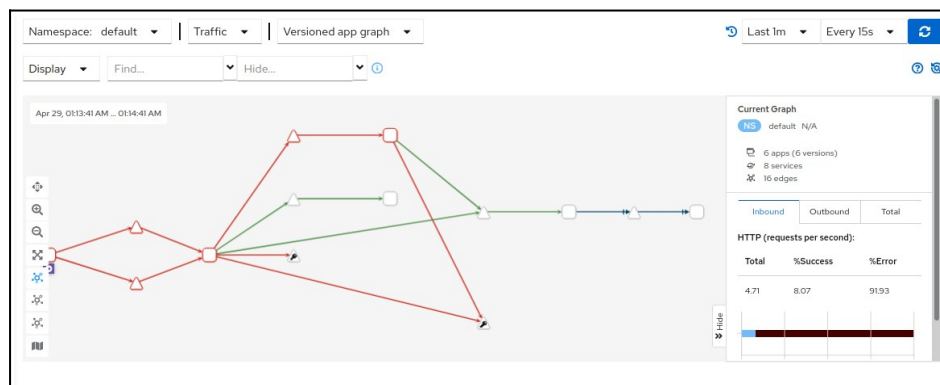 Namespace: default Traffic Versioned app graph Last 1m Every 15s
Display Find... Hide...
Apr 29, 01:13:41 AM ... 01:14:41 AM
Current Graph
NS default N/A
6 apps (6 versions)
8 services
16 edges
Inbound Outbound Total
HTTP (requests per second):
Total %Success %Error
4.71 8.07 91.93
Hide